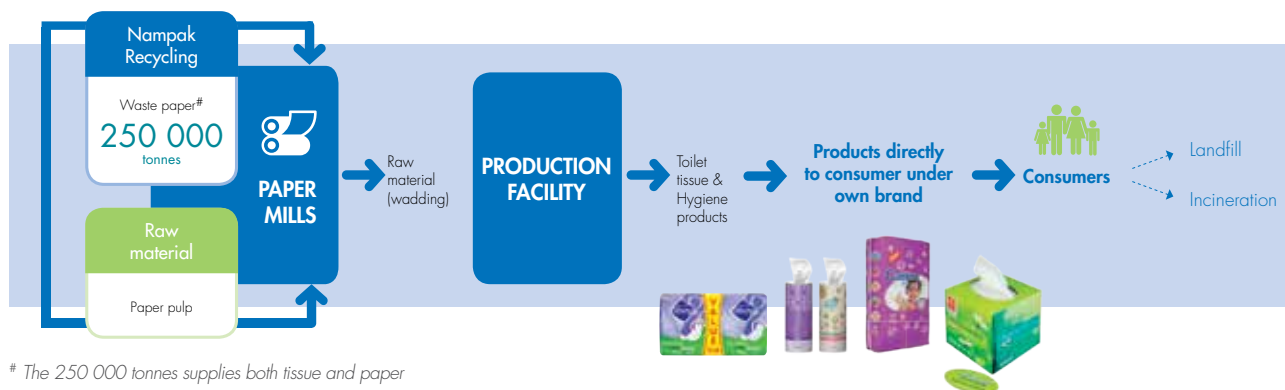 Nampak
Recycling
Waste paper#
250 000
tonnes
Raw
material
Paper pulp
PAPER
MILLS
Raw
material
(wadding)
PRODUCTION
FACILITY
Toilet
tissue &
Hygiene
products
Products directly
to consumer under
own brand
Consumers
Landfill
Incineration
VALUE
# The 250 000 tonnes supplies both tissue and paper